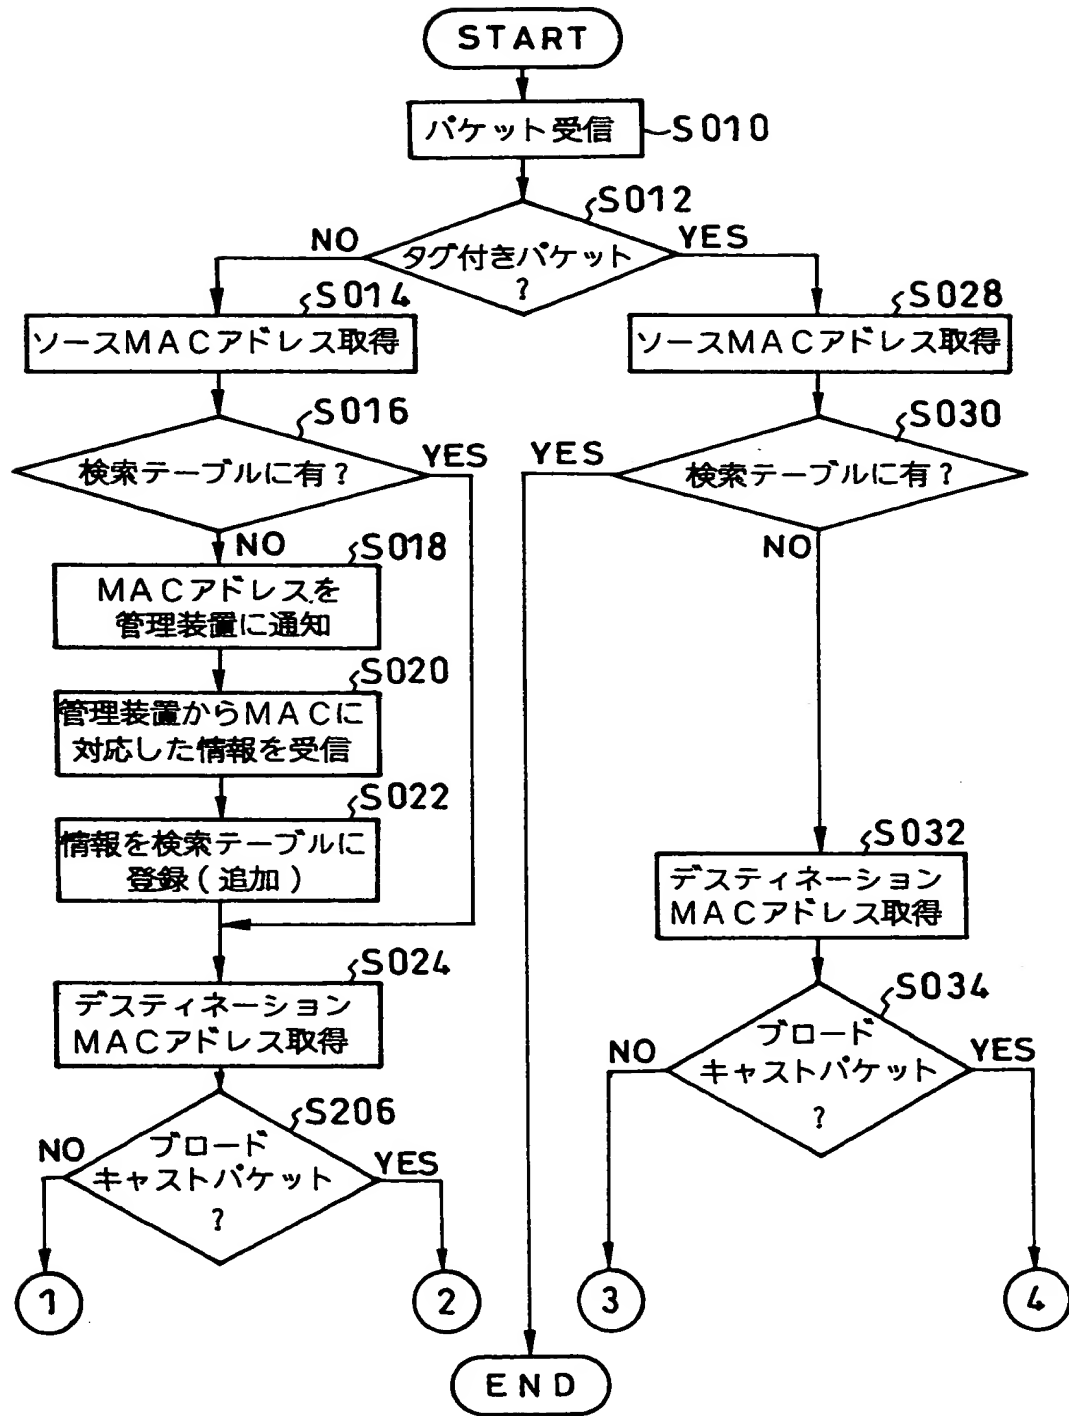 START
パケット受信
S010
S012
NO
タグ付きパケット
?
YES
S014
ソースMACアドレス取得
S028
ソースMACアドレス取得
S016
検索テーブルに有?
YES
S030
YES
検索テーブルに有?
NO
S018
MACアドレスを
管理装置に通知
NO
S020
管理装置からMACに
対応した情報を受信
S022
情報を検索テーブルに
登録(追加)
S032
デスティネーション
MACアドレス取得
S024
デスティネーション
MACアドレス取得
S034
NO
ブロード
キャストパケット
?
YES
S206
NO
ブロード
キャストパケット
?
YES
1
2
3
4
END